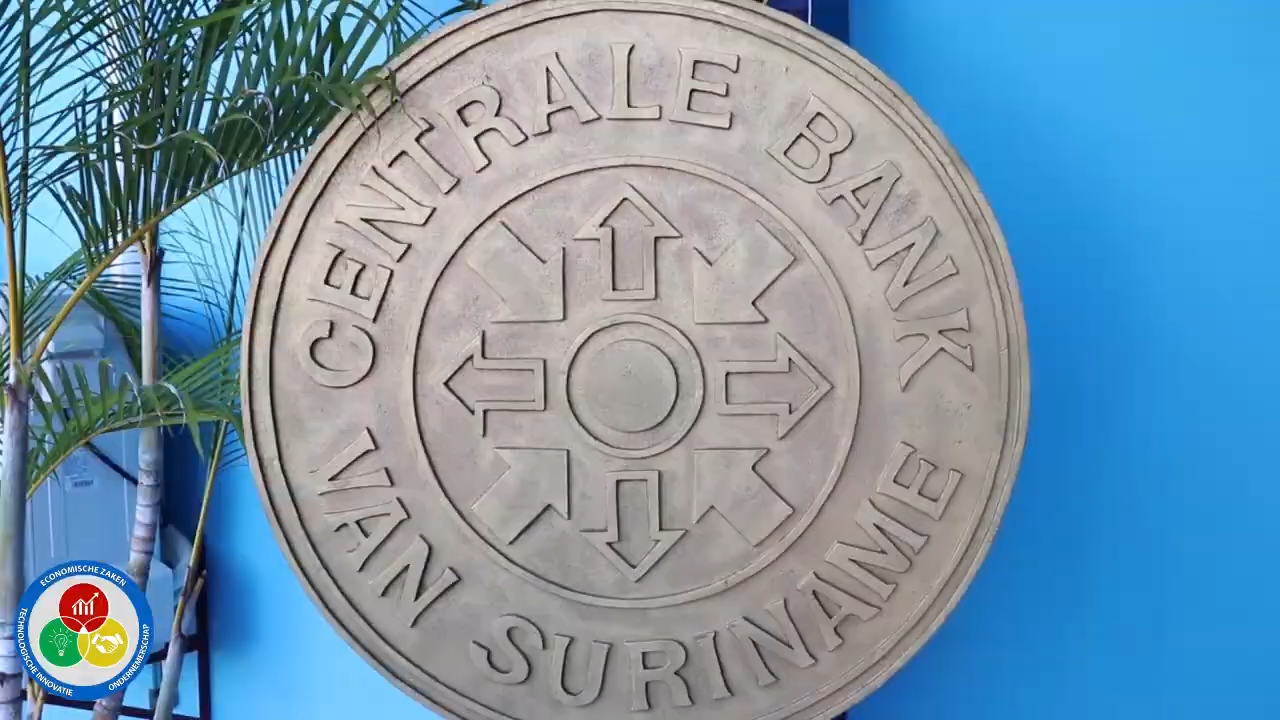 CENTRALE BANK
VAN SURINAME
ECONOMISCHE ZAKEN
TECHNOLOGISCHE INNOVATIE
ONDERNEMERSCHAP